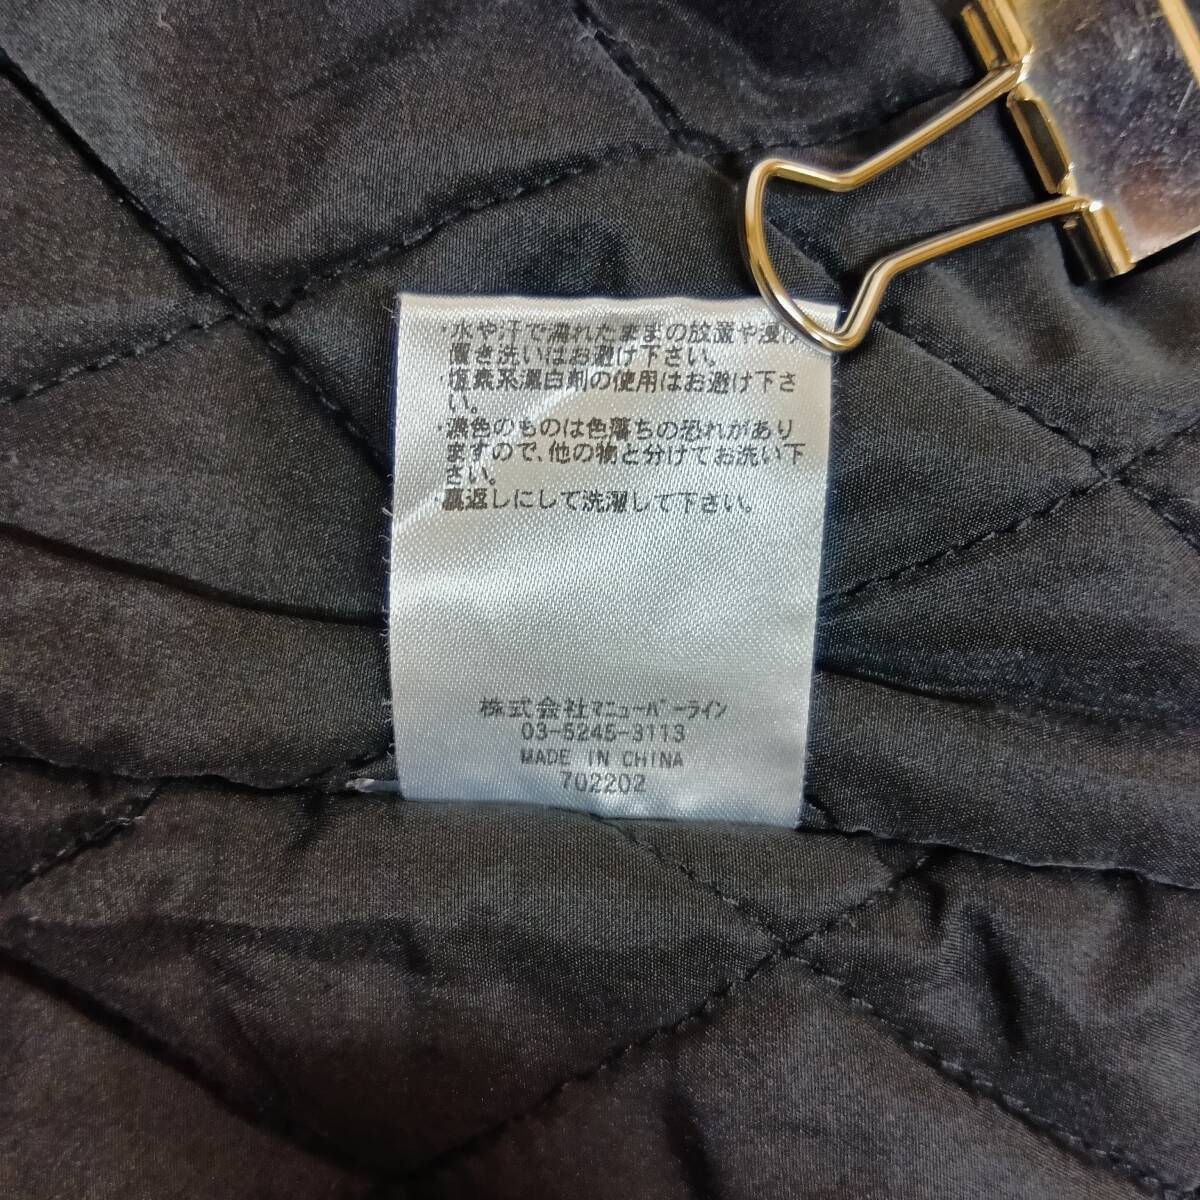 ・水や汗で濡れたままの放置や浸け
置き洗いはお避け下さい。
・塩素系漂白剤の使用はお避け下さ
い。
・濃色のものは色落ちの恐れがあり
ますので、他の物と分けてお洗い下
さい。
・裏返しにして洗濯して下さい。
株式会社ﾏﾆｭｰﾊﾞｰﾗｲﾝ
03-5245-3113
MADE IN CHINA
702202